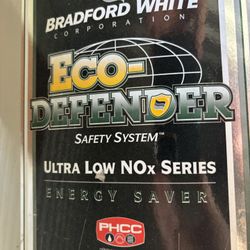 BRADFORD WHITE
CORPORATION
ECO-
DEFENDER
SAFETY SYSTEM™
ULTRA LOW NOx SERIES
ENERGY SAVER
PHCC